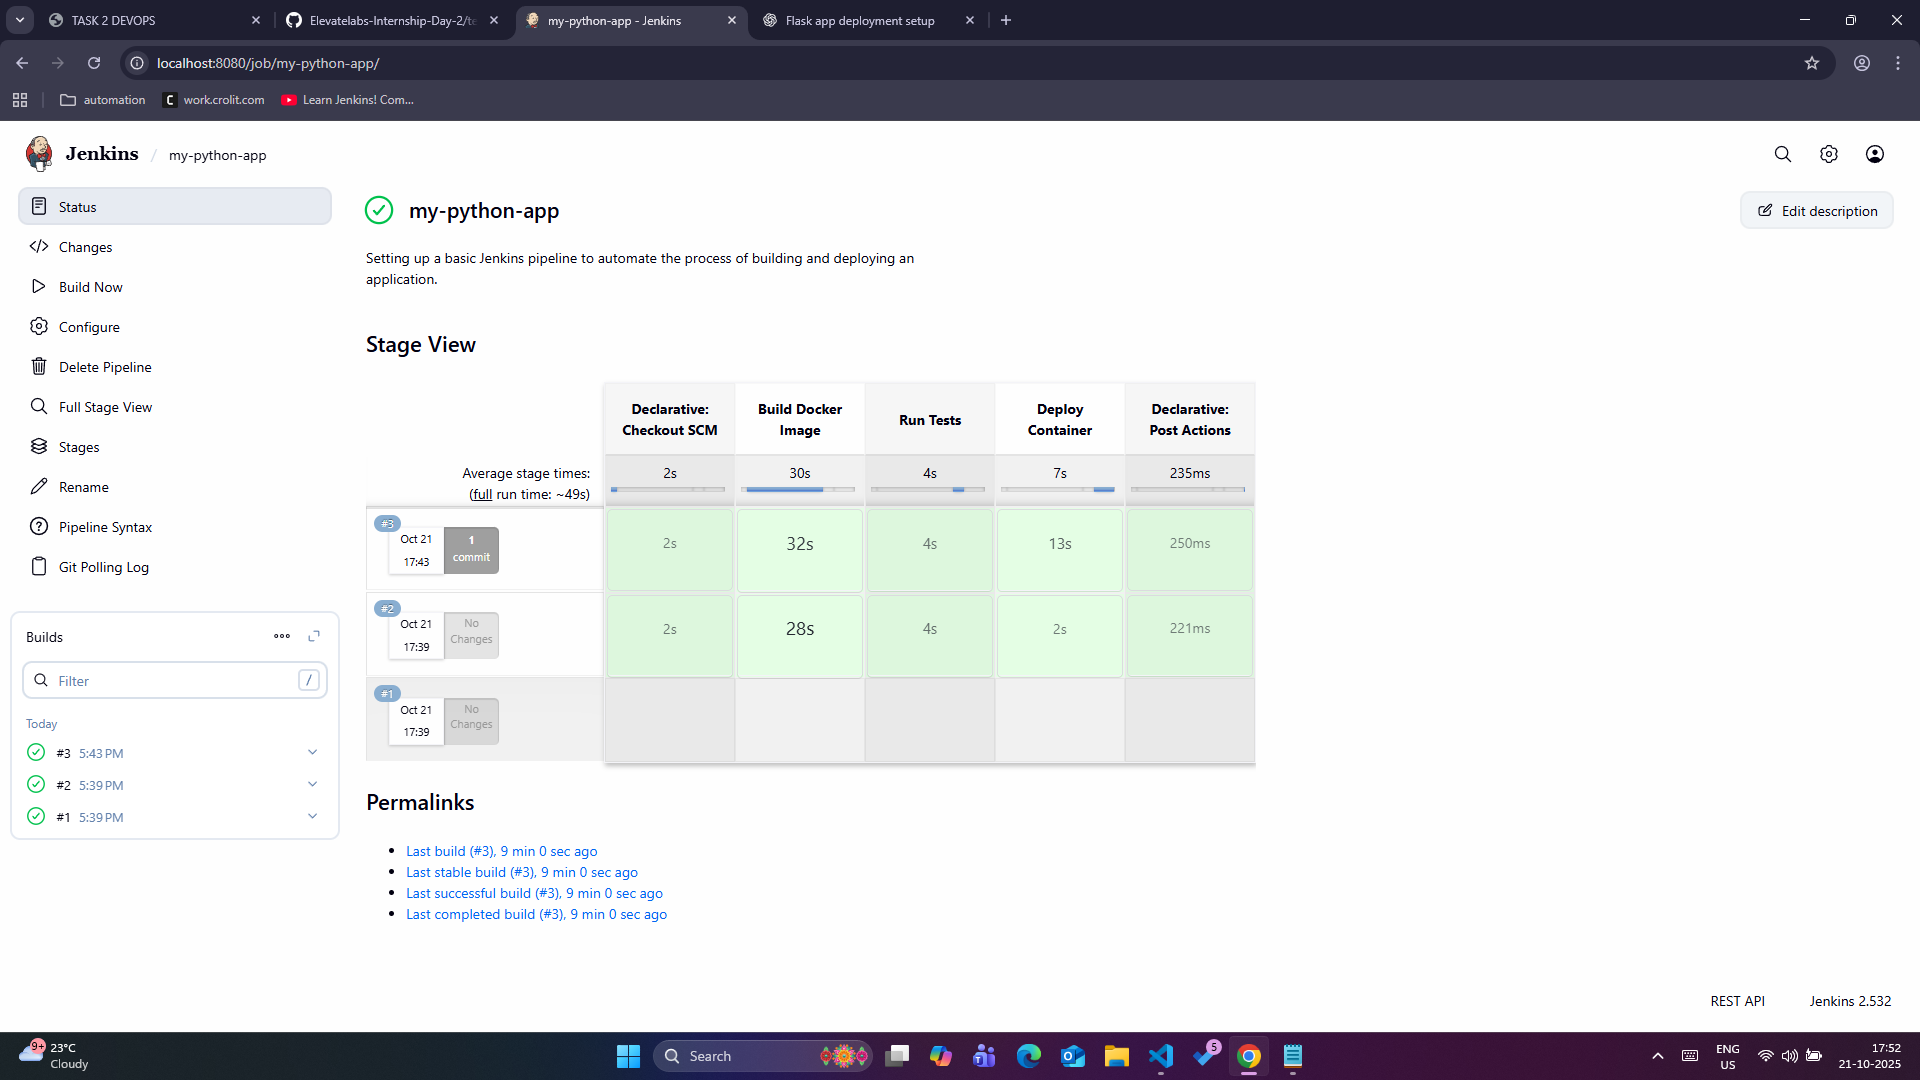 TASK 2 DEVOPS
Elevatelabs-Internship-Day-2/te
my-python-app - Jenkins
Flask app deployment setup
localhost:8080/job/my-python-app/
automation
work.crolit.com
Learn Jenkins! Com...
Jenkins / my-python-app
Status
Changes
Build Now
Configure
Delete Pipeline
Full Stage View
Stages
Rename
Pipeline Syntax
Git Polling Log
Builds
Filter
/
Today
#3 5:43 PM
#2 5:39 PM
#1 5:39 PM
my-python-app
Edit description
Setting up a basic Jenkins pipeline to automate the process of building and deploying an
application.
Stage View
Declarative:
Checkout SCM
Build Docker
Image
Run Tests
Deploy
Container
Declarative:
Post Actions
Average stage times:
(full run time: ~49s)
2s
30s
4s
7s
235ms
#3
Oct 21
17:43
1
commit
2s
32s
4s
13s
250ms
#2
Oct 21
17:39
No
Changes
2s
28s
4s
2s
221ms
#1
Oct 21
17:39
No
Changes
Permalinks
Last build (#3), 9 min 0 sec ago
Last stable build (#3), 9 min 0 sec ago
Last successful build (#3), 9 min 0 sec ago
Last completed build (#3), 9 min 0 sec ago
REST API
Jenkins 2.532
9+
23°C
Cloudy
Search
5
ENG
US
17:52
21-10-2025